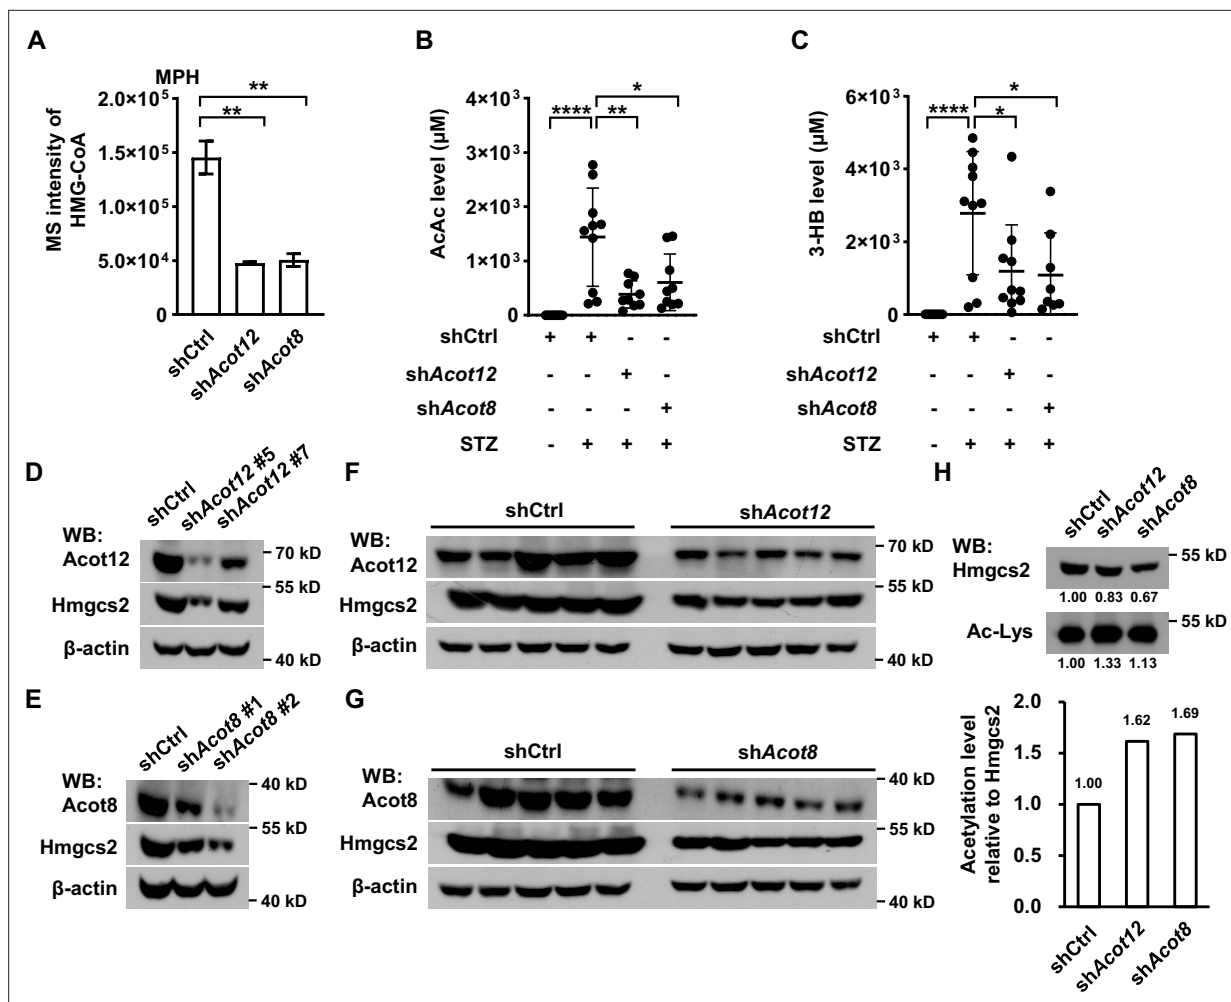 A
MPH
MS intensity of
HMG-CoA
2.0×10⁵
1.5×10⁵
1.0×10⁵
5.0×10⁴
0
**
**
shCtrl
shAcot12
shAcot8
B
AcAc level (μM)
4×10³
3×10³
2×10³
1×10³
0
****
**
*
shCtrl + + - -
shAcot12 - - + -
shAcot8 - - - +
STZ - + + +
C
3-HB level (μM)
6×10³
4×10³
2×10³
0
****
*
*
shCtrl + + - -
shAcot12 - - + -
shAcot8 - - - +
STZ - + + +
D
shCtrl
shAcot12 #5
shAcot12 #7
WB:
Acot12
70 kD
55 kD
Hmgcs2
β-actin
40 kD
E
shCtrl
shAcot8 #1
shAcot8 #2
WB:
Acot8
40 kD
55 kD
Hmgcs2
β-actin
40 kD
F
shCtrl
shAcot12
WB:
Acot12
70 kD
55 kD
Hmgcs2
β-actin
40 kD
G
shCtrl
shAcot8
WB:
Acot8
40 kD
55 kD
Hmgcs2
β-actin
40 kD
H
shCtrl
shAcot12
shAcot8
WB:
Hmgcs2
55 kD
1.00 0.83 0.67
Ac-Lys
55 kD
1.00 1.33 1.13
Acetylation level
relative to Hmgcs2
2.0
1.5
1.0
0.5
0.0
1.00
1.62
1.69
shCtrl
shAcot12
shAcot8